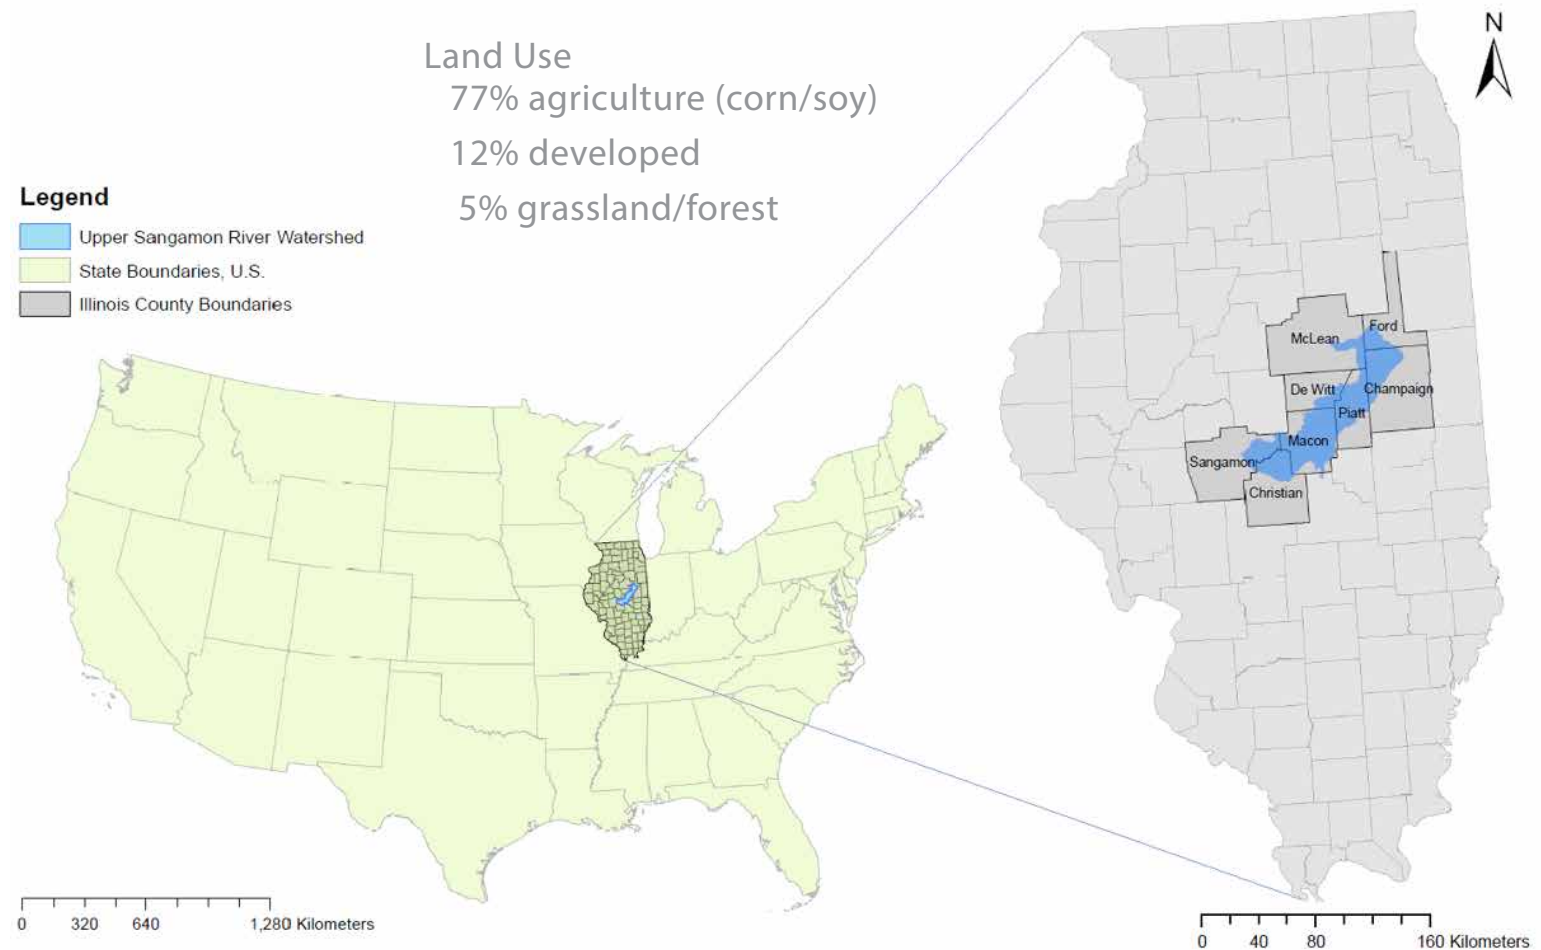 Land Use
77% agriculture (corn/soy)
12% developed
5% grassland/forest
Legend
Upper Sangamon River Watershed
State Boundaries, U.S.
Illinois County Boundaries
N
Ford
McLean
De Witt
Champaign
Piatt
Macon
Sangamon
Christian
0 320 640 1,280 Kilometers
0 40 80 160 Kilometers